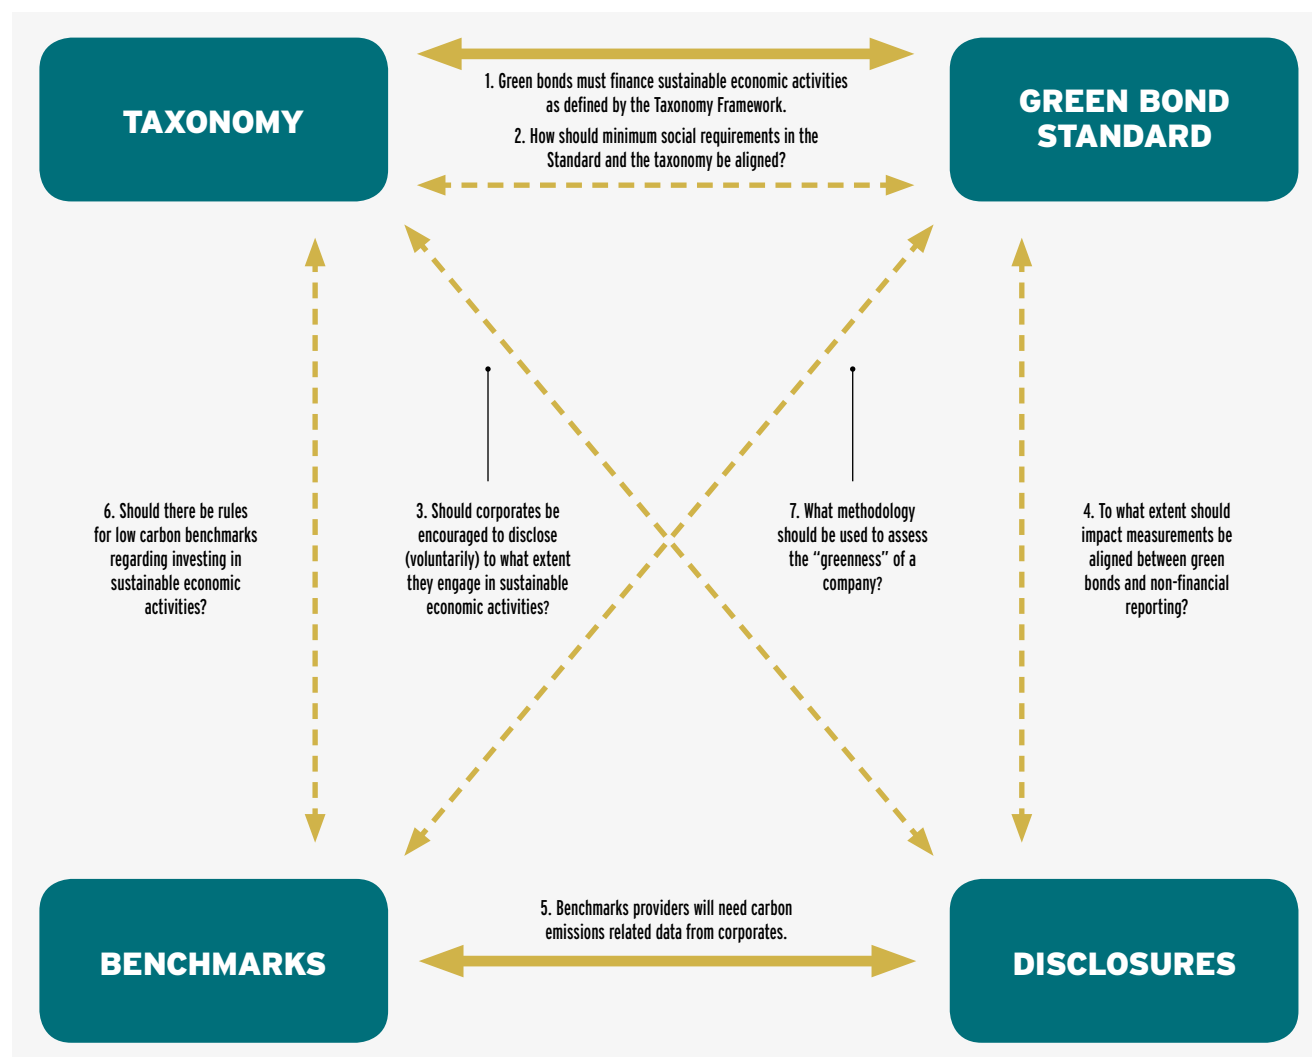 TAXONOMY
GREEN BOND
STANDARD
1. Green bonds must finance sustainable economic activities
as defined by the Taxonomy Framework.
2. How should minimum social requirements in the
Standard and the taxonomy be aligned?
6. Should there be rules
for low carbon benchmarks
regarding investing in
sustainable economic
activities?
3. Should corporates be
encouraged to disclose
(voluntarily) to what extent
they engage in sustainable
economic activities?
7. What methodology
should be used to assess
the “greenness” of a
company?
4. To what extent should
impact measurements be
aligned between green
bonds and non-financial
reporting?
5. Benchmarks providers will need carbon
emissions related data from corporates.
BENCHMARKS
DISCLOSURES